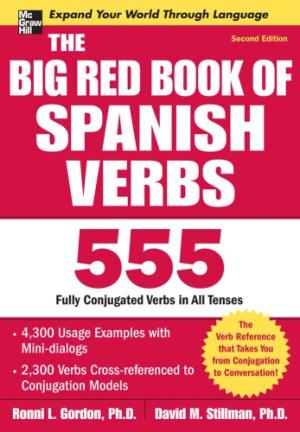 Mc
Graw
Hill
Expand Your World Through Language
THE
Second Edition
BIG RED BOOK OF
SPANISH
VERBS
555
Fully Conjugated Verbs in All Tenses
• 4,300 Usage Examples with
Mini-dialogs
• 2,300 Verbs Cross-referenced to
Conjugation Models
The
Verb Reference
that Takes You
from Conjugation
to Conversation!
Ronni L. Gordon, Ph.D.
David M. Stillman, Ph.D.